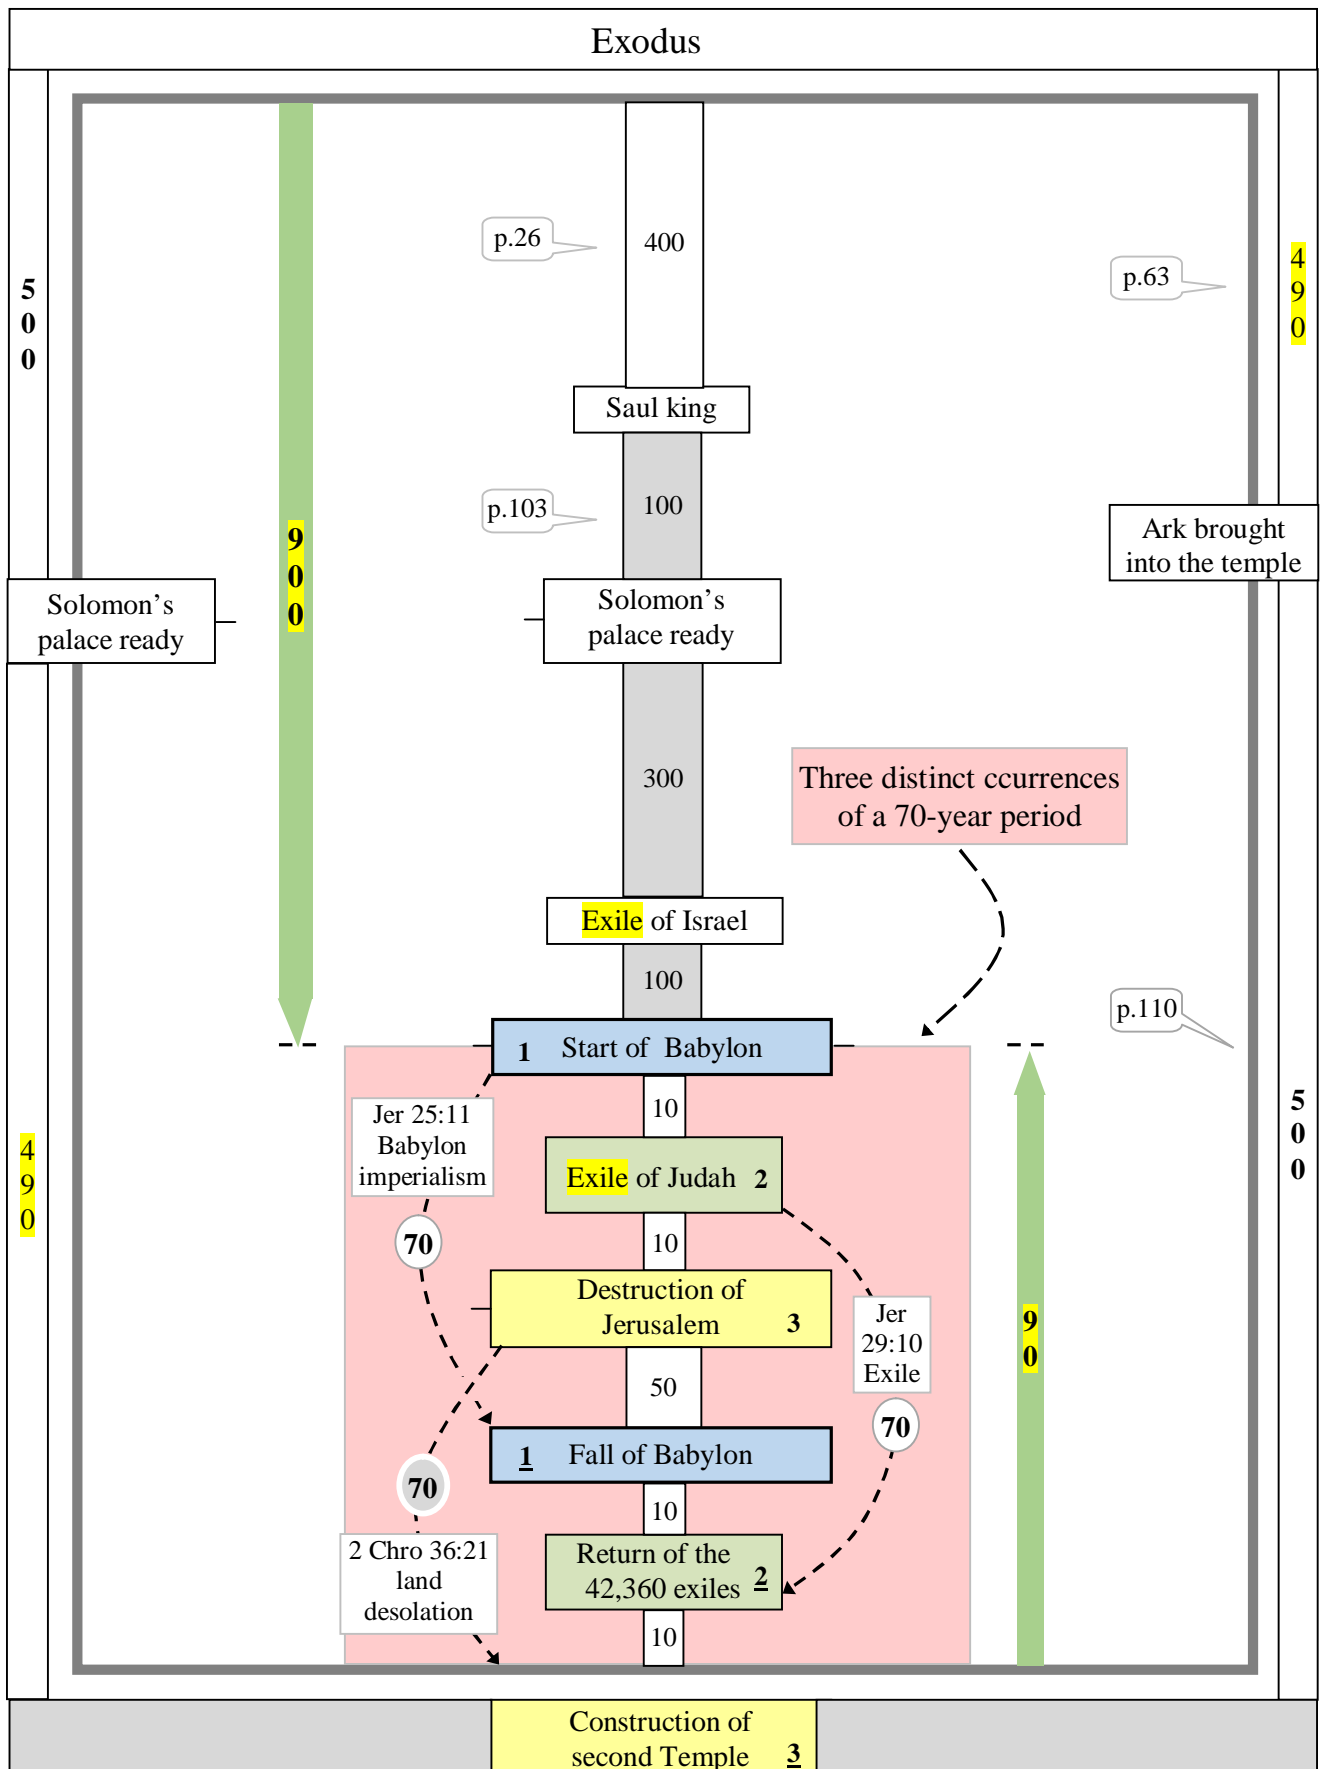 Exodus
400
p.26
p.63
5
0
0
4
9
0
Saul king
p.103
100
9
0
0
Ark brought
into the temple
Solomon’s
palace ready
Solomon’s
palace ready
300
Three distinct ccurrences
of a 70-year period
Exile of Israel
100
p.110
1 Start of Babylon
10
Jer 25:11
Babylon
imperialism
4
9
0
5
0
0
Exile of Judah 2
70
10
Destruction of
Jerusalem 3
Jer
29:10
Exile
9
0
50
70
1 Fall of Babylon
70
10
2 Chro 36:21
land
desolation
Return of the
42,360 exiles 2
10
Construction of
second Temple 3